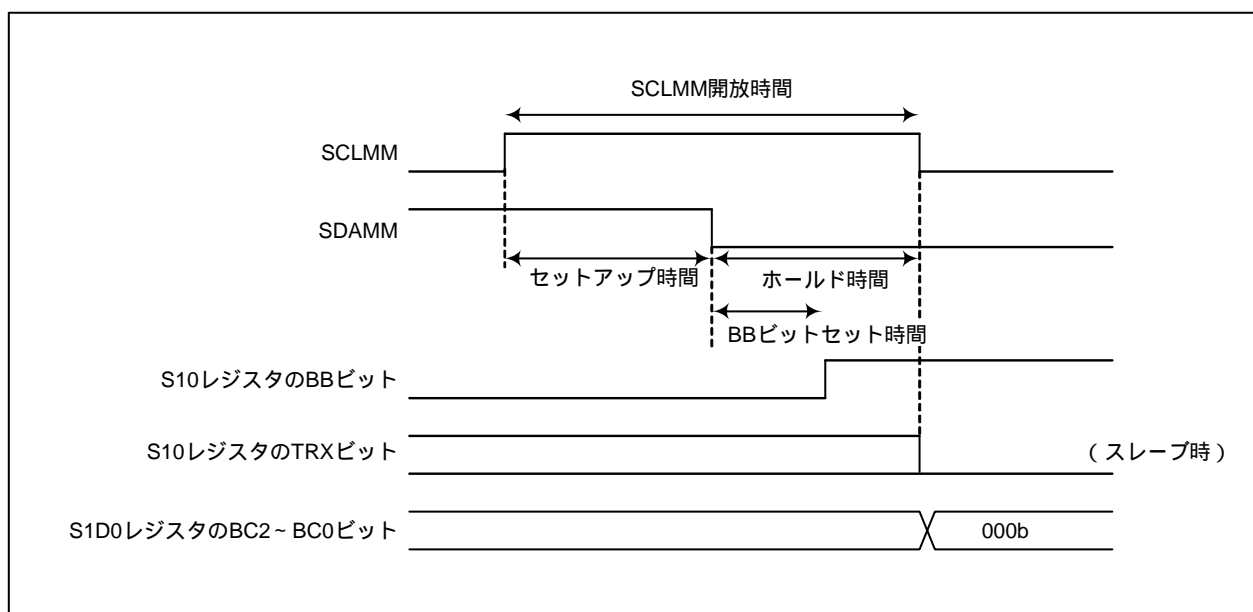 SCLMM開放時間
SCLMM
SDAMM
セットアップ時間
ホールド時間
BBビットセット時間
S10レジスタのBBビット
S10レジスタのTRXビット
(スレーブ時)
S1D0レジスタのBC2~BC0ビット
000b